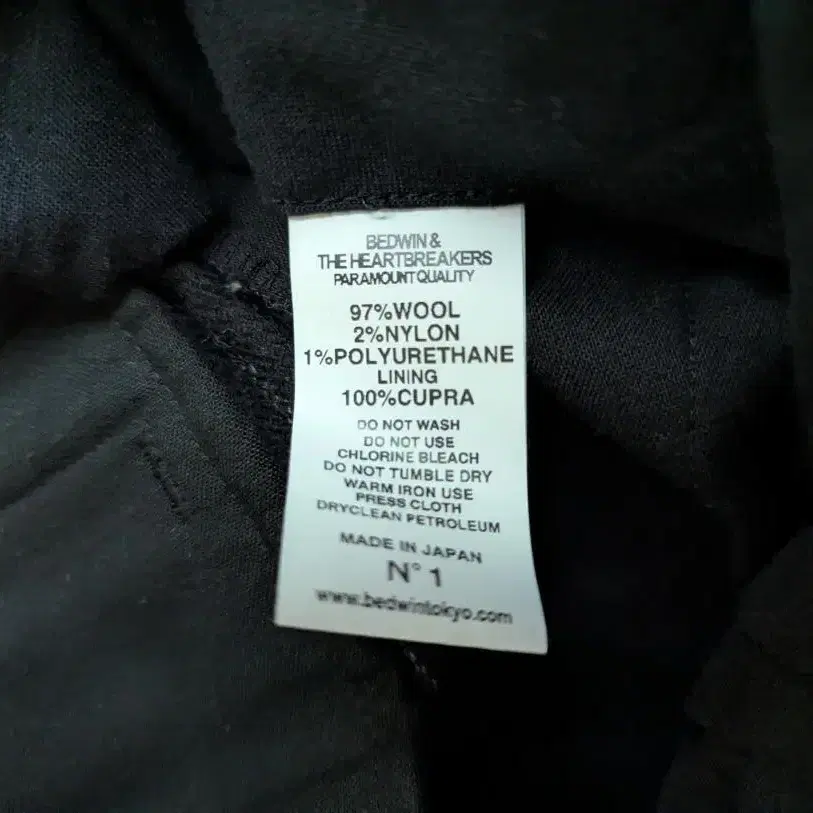 BEDWIN &
THE HEARTBREAKERS
PARAMOUNT QUALITY
97%WOOL
2%NYLON
1%POLYURETHANE
LINING
100%CUPRA
DO NOT WASH
DO NOT USE
CHLORINE BLEACH
DO NOT TUMBLE DRY
WARM IRON USE
PRESS CLOTH
DRYCLEAN PETROLEUM
MADE IN JAPAN
N° 1
www.bedwintokyo.com